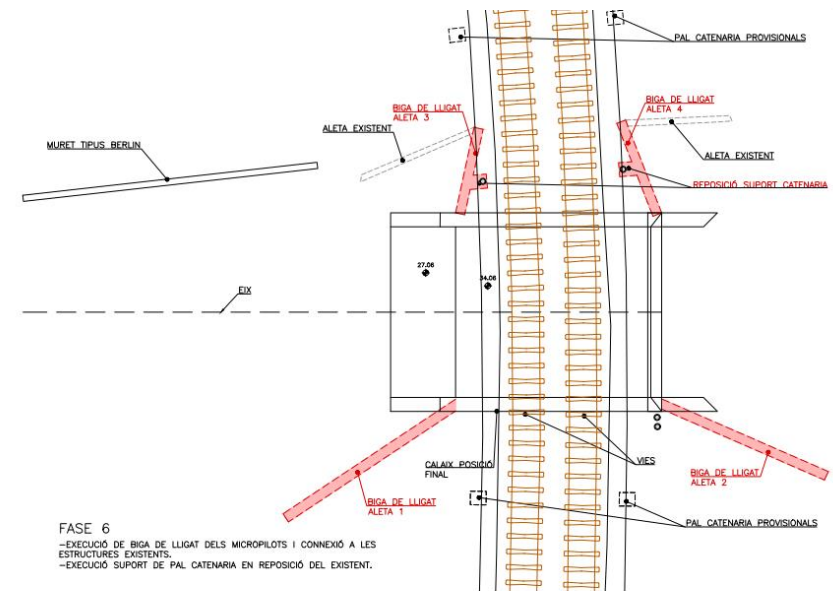 PAL CATENARIA PROVISIONALS
BIGA DE LLIGAT
ALETA 3
BIGA DE LLIGAT
ALETA 4
ALETA EXISTENT
MURET TIPUS BERLIN
ALETA EXISTENT
REPOSICIÓ SUPORT CATENARIA
27.06
34.06
EIX
CALAIX POSICIÓ
FINAL
VIES
BIGA DE LLIGAT
ALETA 2
BIGA DE LLIGAT
ALETA 1
PAL CATENARIA PROVISIONALS
FASE 6
-EXECUCIÓ DE BIGA DE LLIGAT DELS MICROPILOTS I CONNEXIÓ A LES
ESTRUCTURES EXISTENTS.
-EXECUCIÓ SUPORT DE PAL CATENARIA EN REPOSICIÓ DEL EXISTENT.